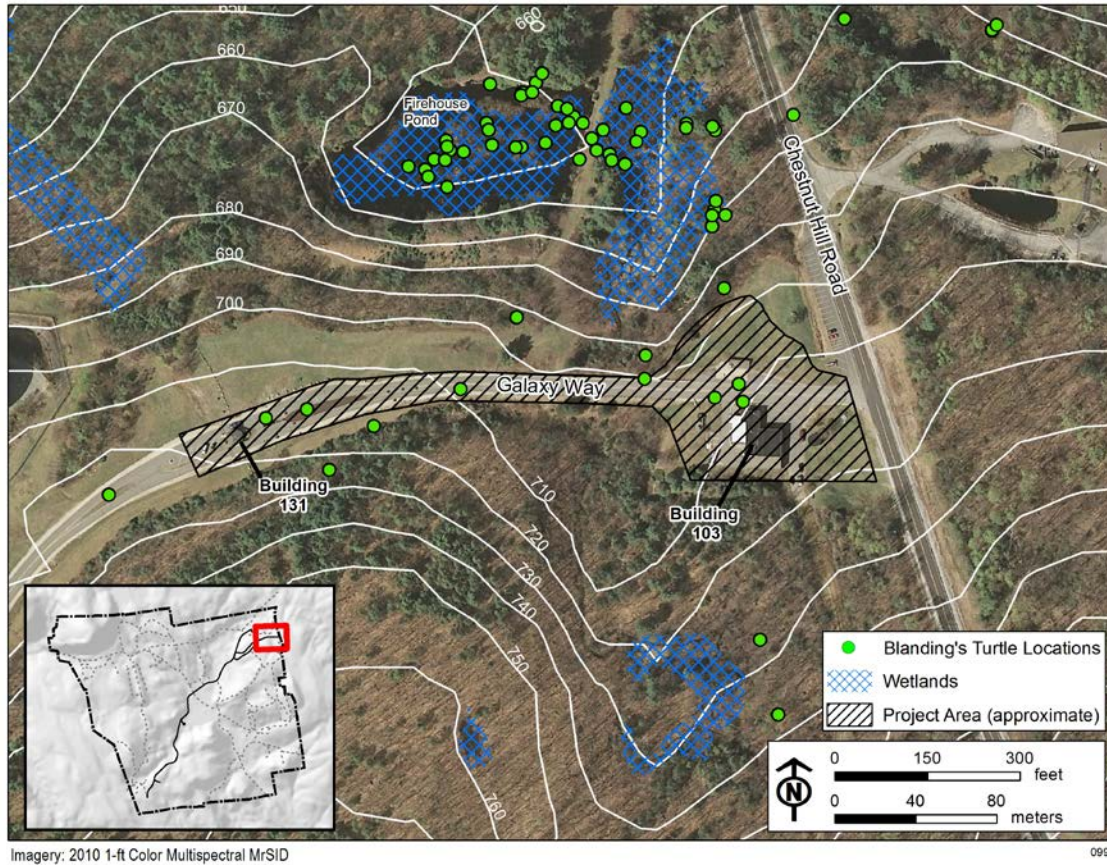 650
660
660
670
Firehouse
Pond
680
690
700
Chestnut Hill Road
Galaxy Way
Building
131
Building
103
710
720
730
740
750
760
Blanding's Turtle Locations
Wetlands
Project Area (approximate)
N
0 150 300
feet
0 40 80
meters
Imagery: 2010 1-ft Color Multispectral MrSID
099